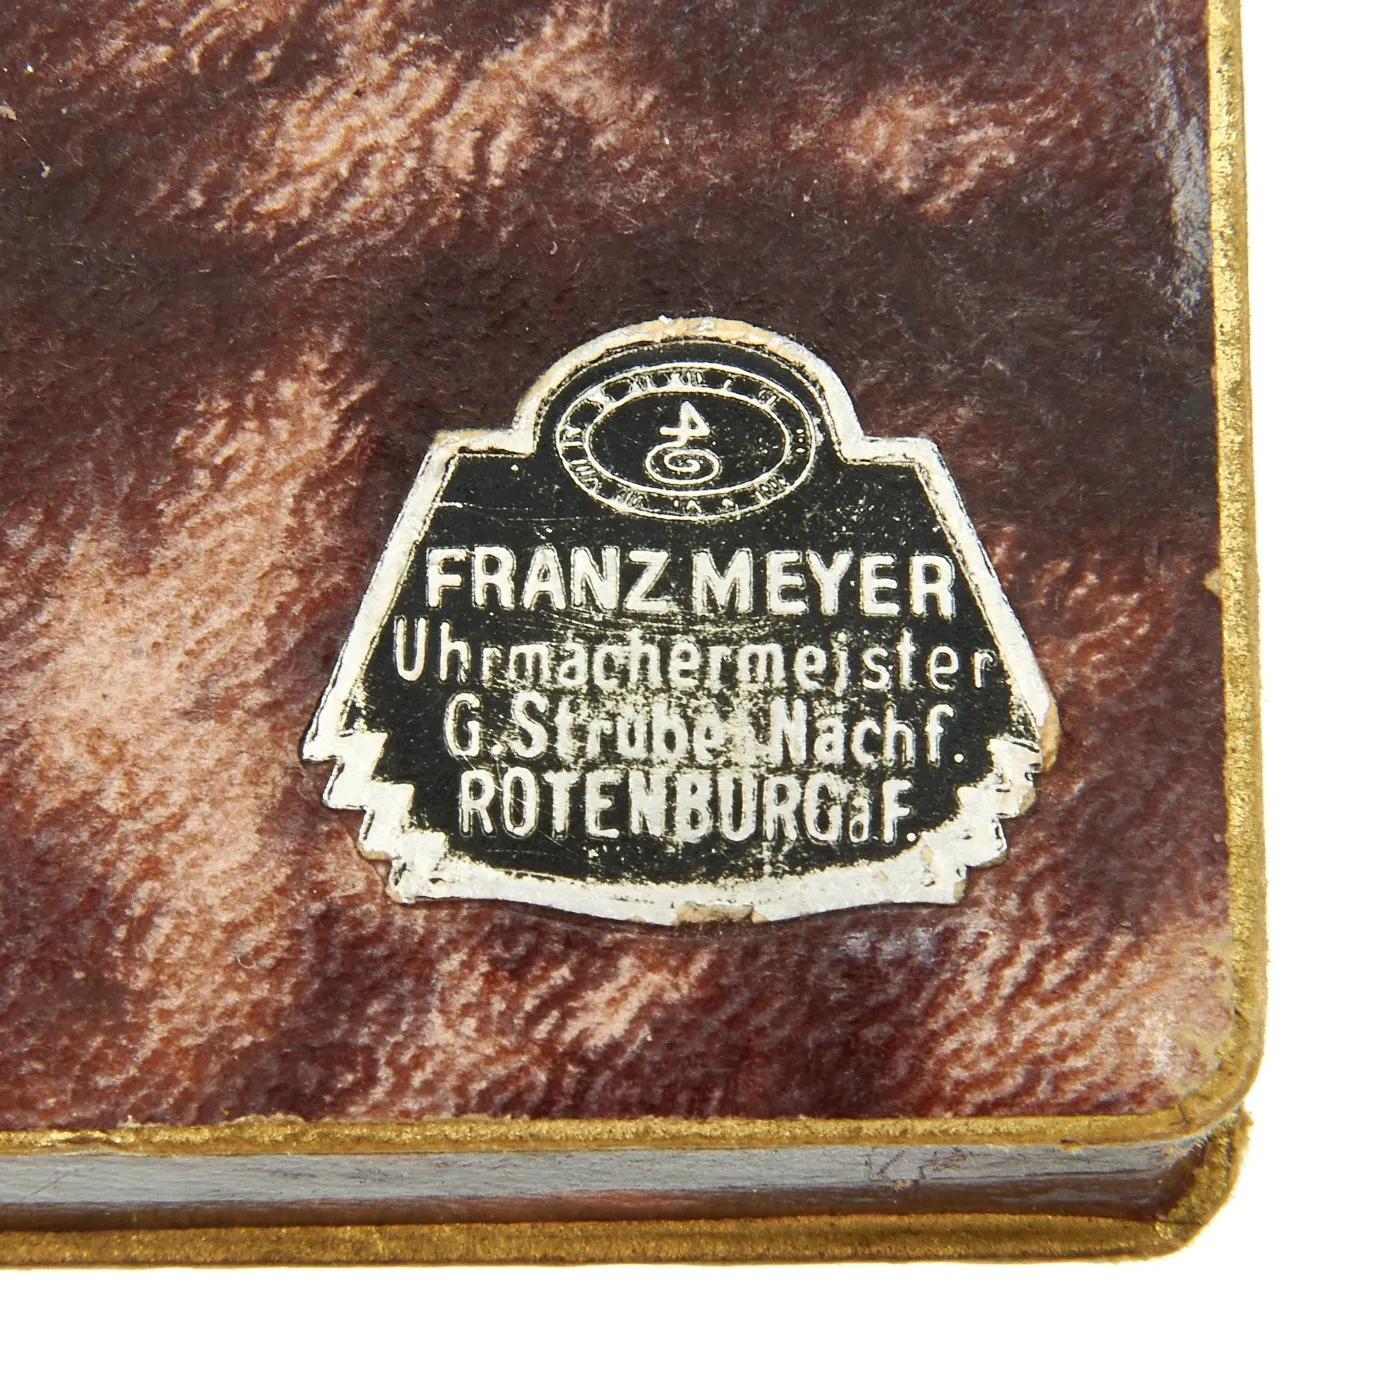 FRANZ MEYER
Uhrmachermeister
G. Strube Nachf.
ROTENBURG a F.